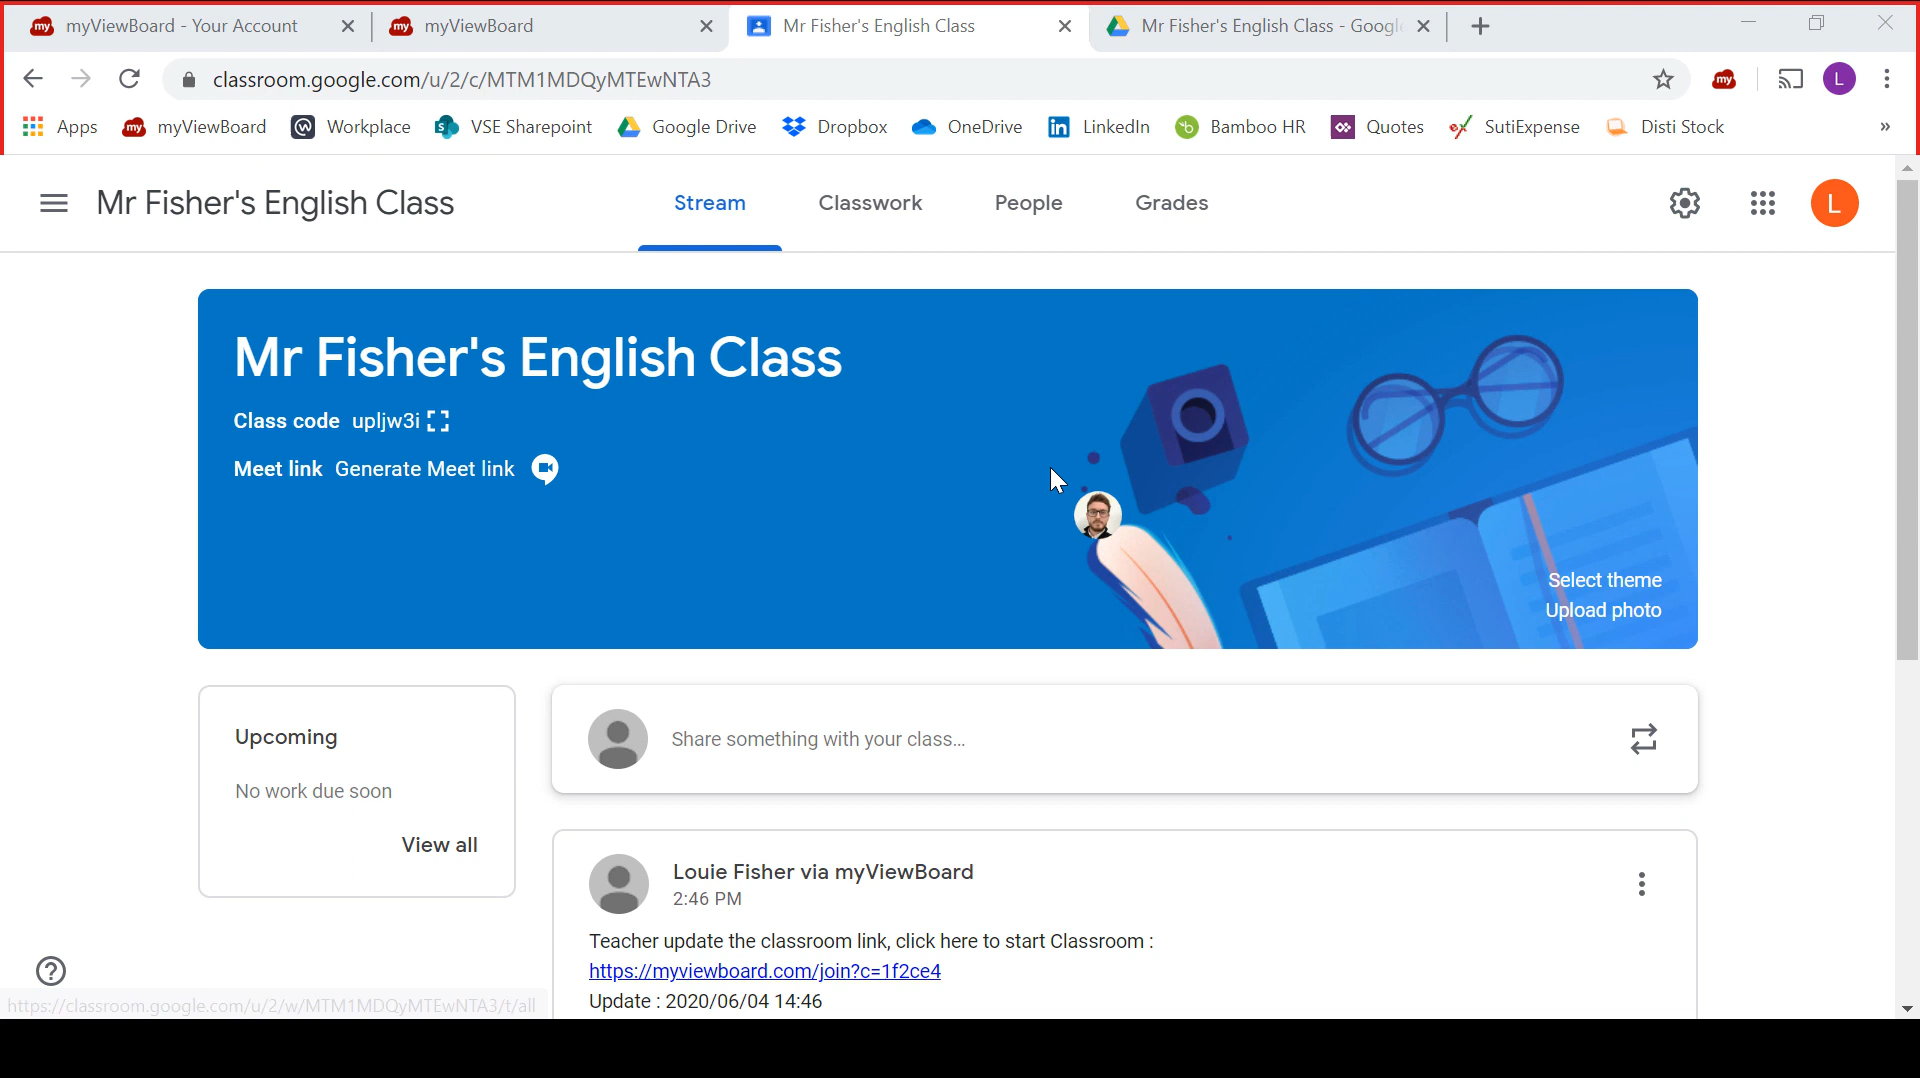 my myViewBoard - Your Account
my myViewBoard
Mr Fisher's English Class
Mr Fisher's English Class - Google
classroom.google.com/u/2/c/MTM1MDQyMTEwNTA3
my
L
Apps
my myViewBoard
Workplace
VSE Sharepoint
Google Drive
Dropbox
OneDrive
LinkedIn
Bamboo HR
Quotes
SutiExpense
Disti Stock
»
Mr Fisher's English Class
Stream
Classwork
People
Grades
L
Mr Fisher's English Class
Class code upljw3i
Meet link Generate Meet link
Select theme
Upload photo
Upcoming
No work due soon
View all
Share something with your class...
Louie Fisher via myViewBoard
2:46 PM
Teacher update the classroom link, click here to start Classroom :
https://myviewboard.com/join?c=1f2ce4
Update : 2020/06/04 14:46
https://classroom.google.com/u/2/w/MTM1MDQyMTEwNTA3/t/all